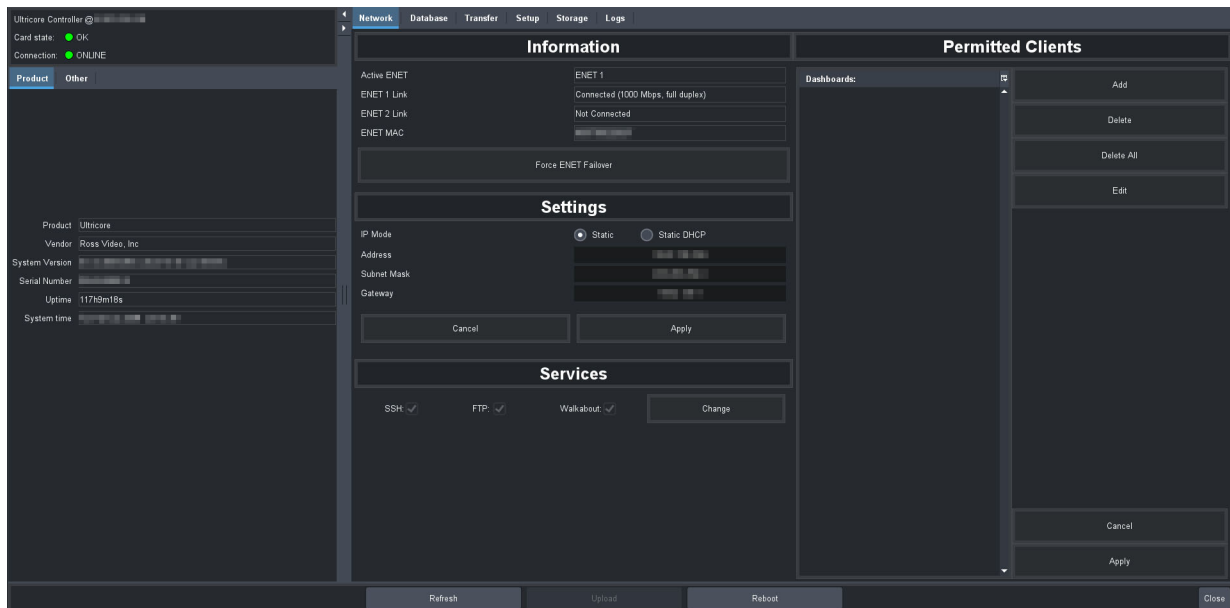 Ultricore Controller @
Card state: OK
Connection: ONLINE
Product Other
Product Ultricore
Vendor Ross Video, Inc
System Version
Serial Number
Uptime 117h9m18s
System time
Network Database Transfer Setup Storage Logs
Information
Active ENET ENET 1
ENET 1 Link Connected (1000 Mbps, full duplex)
ENET 2 Link Not Connected
ENET MAC
Force ENET Failover
Settings
IP Mode Static Static DHCP
Address
Subnet Mask
Gateway
Cancel Apply
Services
SSH: FTP: Walkabout: Change
Permitted Clients
Dashboards:
Add
Delete
Delete All
Edit
Cancel
Apply
Refresh Upload Reboot Close